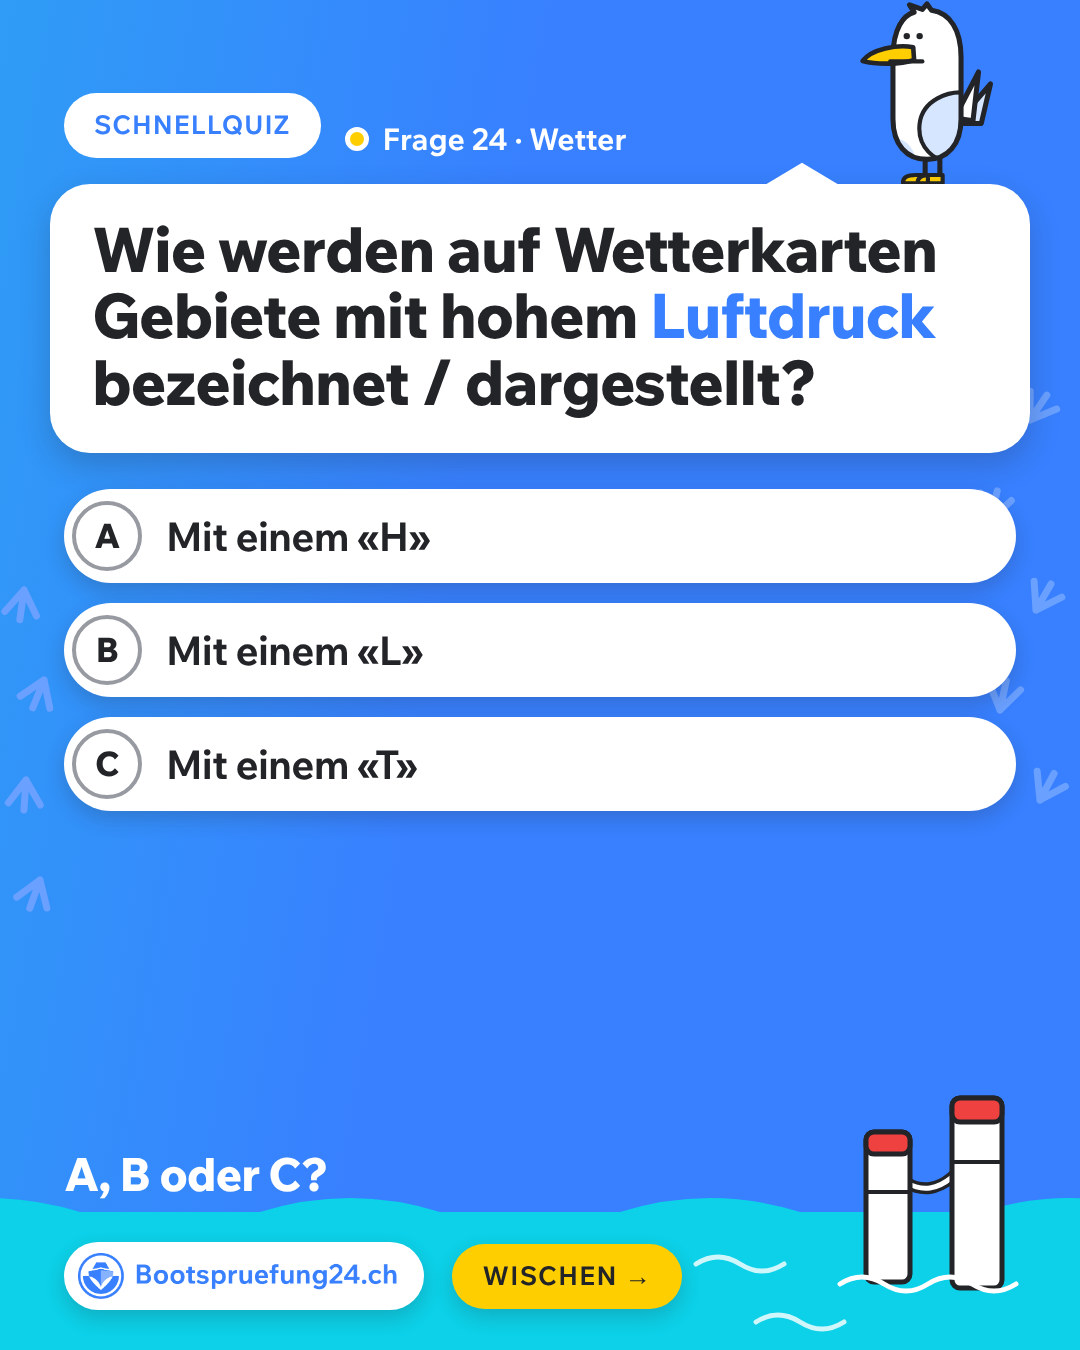 SCHNELLQUIZ
Frage 24 · Wetter
Wie werden auf Wetterkarten
Gebiete mit hohem Luftdruck
bezeichnet / dargestellt?
A Mit einem «H»
B Mit einem «L»
C Mit einem «T»
A, B oder C?
Bootspruefung24.ch
WISCHEN →